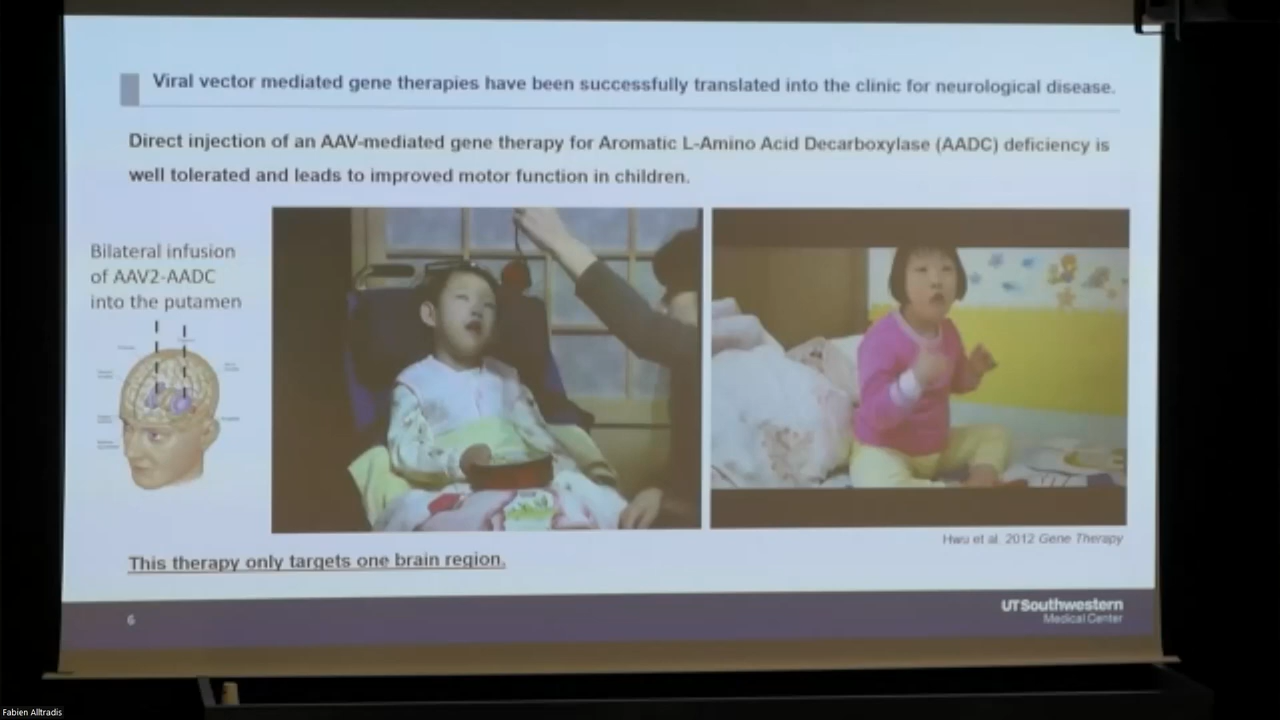 Viral vector mediated gene therapies have been successfully translated into the clinic for neurological disease.
Direct injection of an AAV-mediated gene therapy for Aromatic L-Amino Acid Decarboxylase (AADC) deficiency is
well tolerated and leads to improved motor function in children.
Bilateral infusion
of AAV2-AADC
into the putamen
Hwu et al. 2012 Gene Therapy
This therapy only targets one brain region.
6
UTSouthwestern
Medical Center
Fabien Alltradis